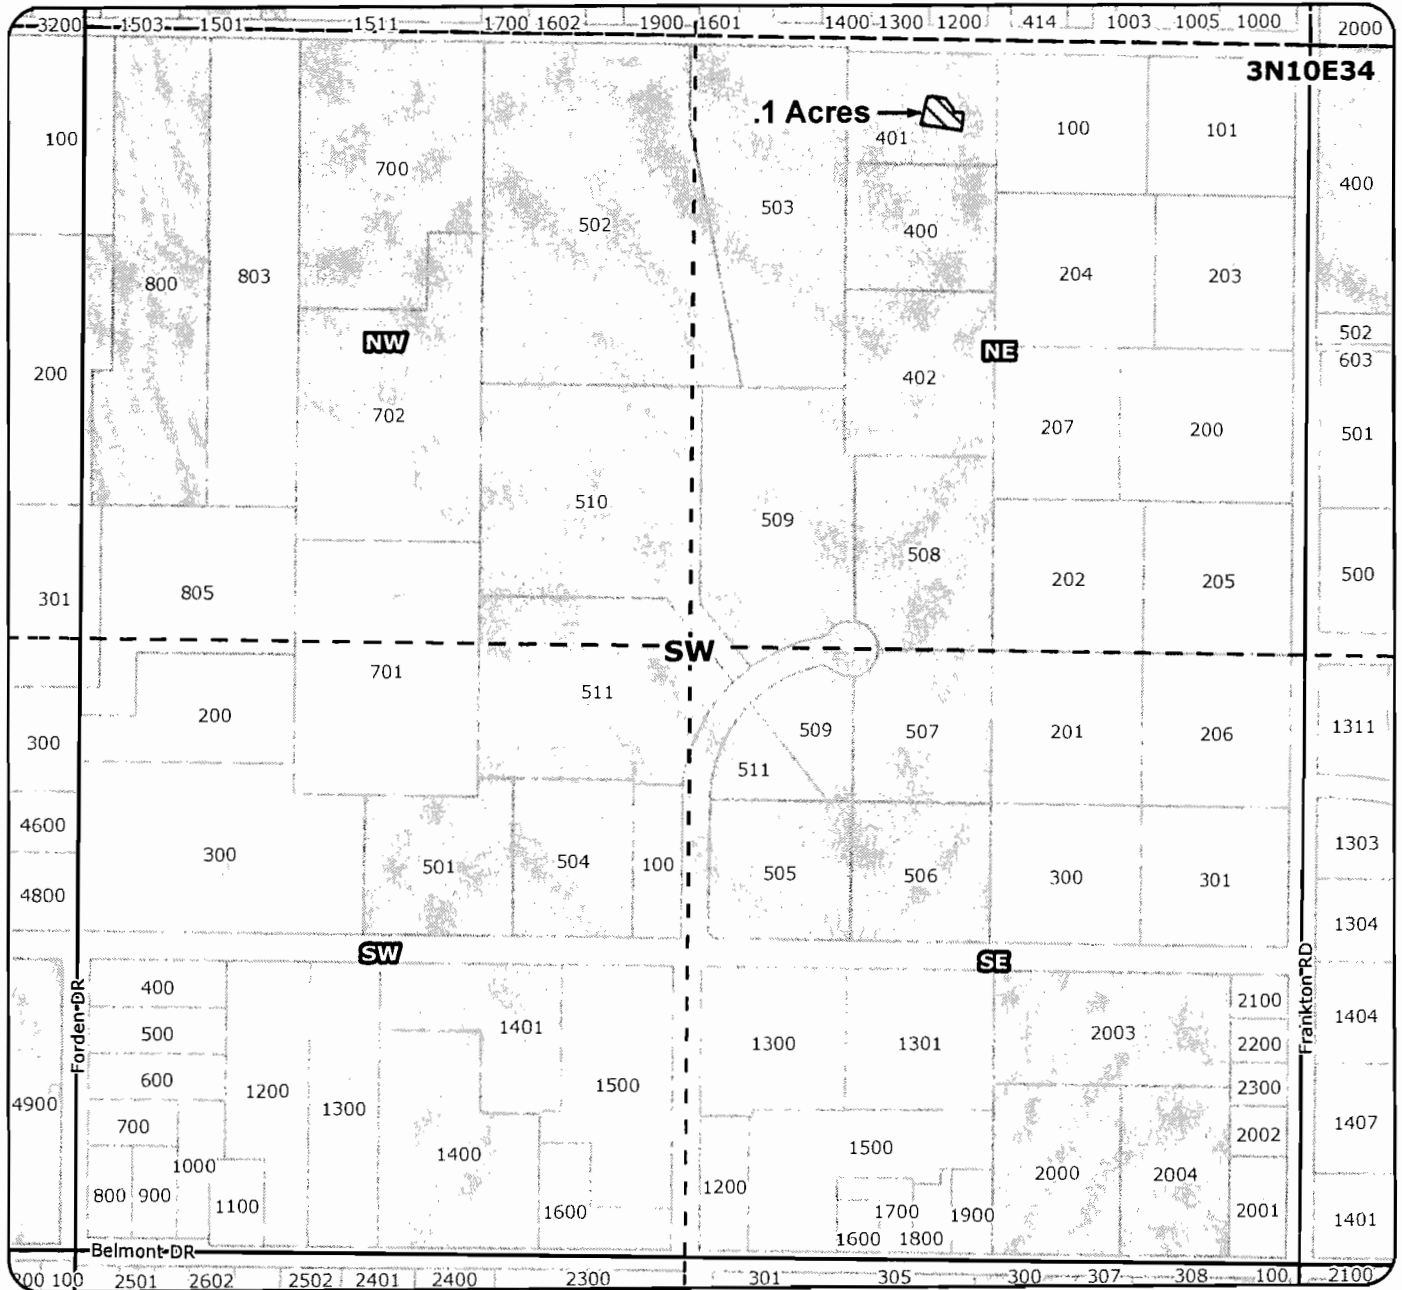 3200 1503 1501 1511 1700 1602 1900 1601 1400 1300 1200 414 1003 1005 1000 2000
3N10E34
.1 Acres
100 700 401 100 101
400
502 503 400
800 803 204 203
NW NE 502
603
200 702 402 207 200 501
510 509 508
301 805 202 205 500
SW
701 511
200
300 509 507 201 206 1311
511
4600 300 501 504 100 505 506 300 301 1303
4800 1304
SW SE
Forden DR Frankton RD
400 1401 2003 2100 1404
500 1300 1301 2200
600 1200 1300 1500 2300
4900 700 2002 1407
1000 1400 1500 2000 2004
800 900 1100 1600 1200 1700 1900 2001 1401
1600 1800
Belmont DR
200 100 2501 2602 2502 2401 2400 2300 301 305 300 307 308 100 2100